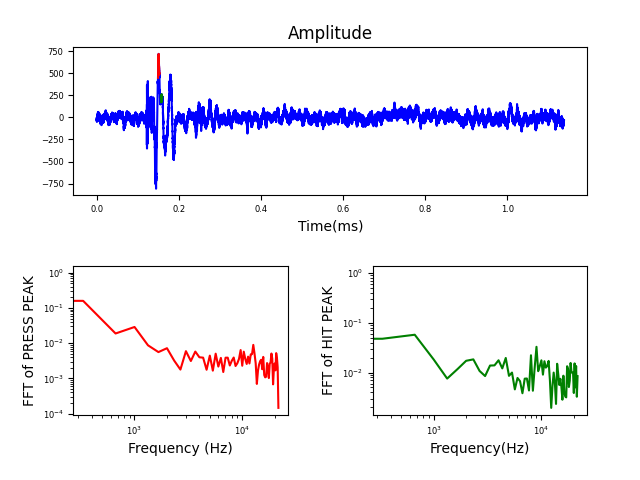 Amplitude
750
500
250
0
−250
−500
−750
0.0 0.2 0.4 0.6 0.8 1.0
Time(ms)
FFT of PRESS PEAK
10⁰
10⁻¹
10⁻²
10⁻³
10⁻⁴
10³ 10⁴
Frequency (Hz)
FFT of HIT PEAK
10⁰
10⁻¹
10⁻²
10³ 10⁴
Frequency(Hz)